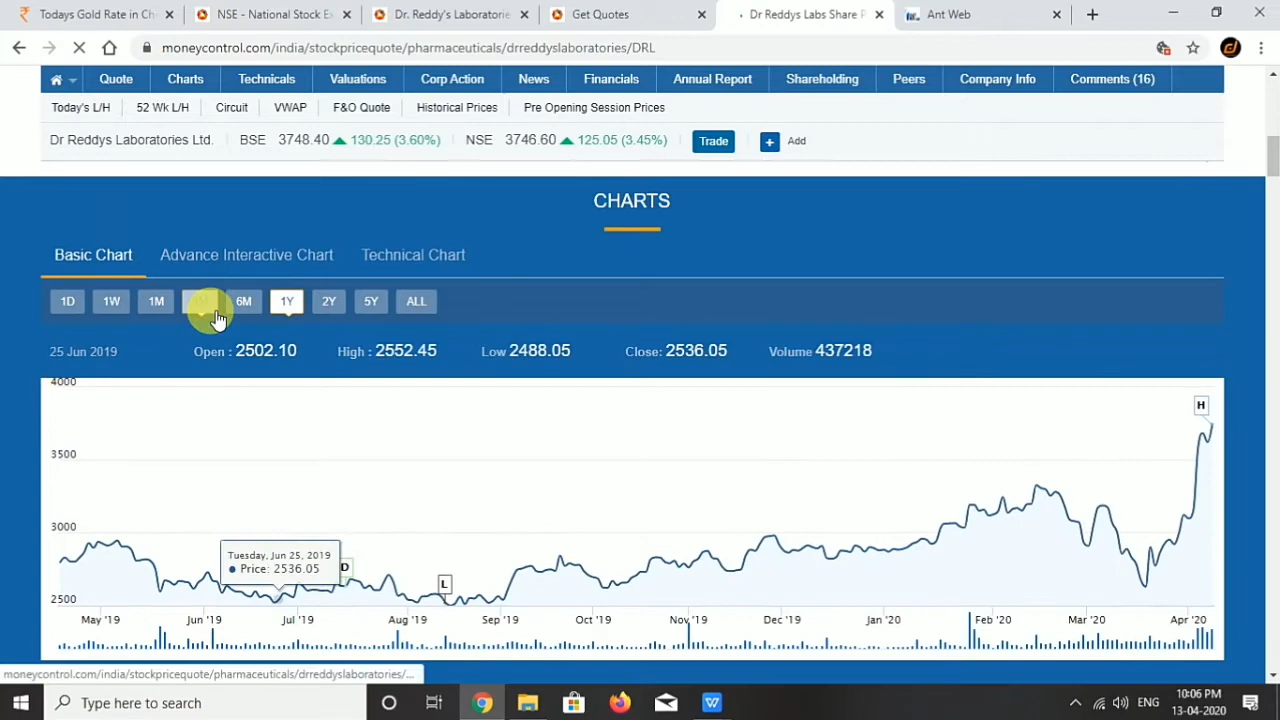 Todays Gold Rate in Ch
NSE - National Stock E
Dr. Reddy's Laboratorie
Get Quotes
Dr Reddys Labs Share P
Ant Web
moneycontrol.com/india/stockpricequote/pharmaceuticals/drreddyslaboratories/DRL
Quote Charts Technicals Valuations Corp Action News Financials Annual Report Shareholding Peers Company Info Comments (16)
Today's L/H 52 Wk L/H Circuit VWAP F&O Quote Historical Prices Pre Opening Session Prices
Dr Reddys Laboratories Ltd. BSE 3748.40 130.25 (3.60%) NSE 3746.60 125.05 (3.45%) Trade + Add
CHARTS
Basic Chart Advance Interactive Chart Technical Chart
1D 1W 1M 6M 1Y 2Y 5Y ALL
25 Jun 2019 Open : 2502.10 High : 2552.45 Low 2488.05 Close: 2536.05 Volume 437218
4000
H
3500
3000
Tuesday, Jun 25, 2019
Price: 2536.05
D
L
2500
May '19 Jun '19 Jul '19 Aug '19 Sep '19 Oct '19 Nov '19 Dec '19 Jan '20 Feb '20 Mar '20 Apr '20
moneycontrol.com/india/stockpricequote/pharmaceuticals/drreddyslaboratories/...
Type here to search
ENG
10:06 PM
13-04-2020